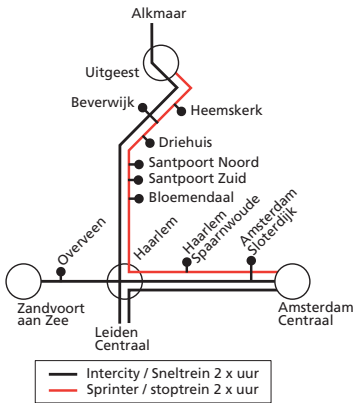 Alkmaar
Uitgeest
Beverwijk
Heemskerk
Driehuis
Santpoort Noord
Santpoort Zuid
Bloemendaal
Overveen
Haarlem
Haarlem
Spaarnwoude
Amsterdam
Sloterdijk
Zandvoort
aan Zee
Leiden
Centraal
Amsterdam
Centraal
Intercity / Sneltrein 2 x uur
Sprinter / stoptrein 2 x uur